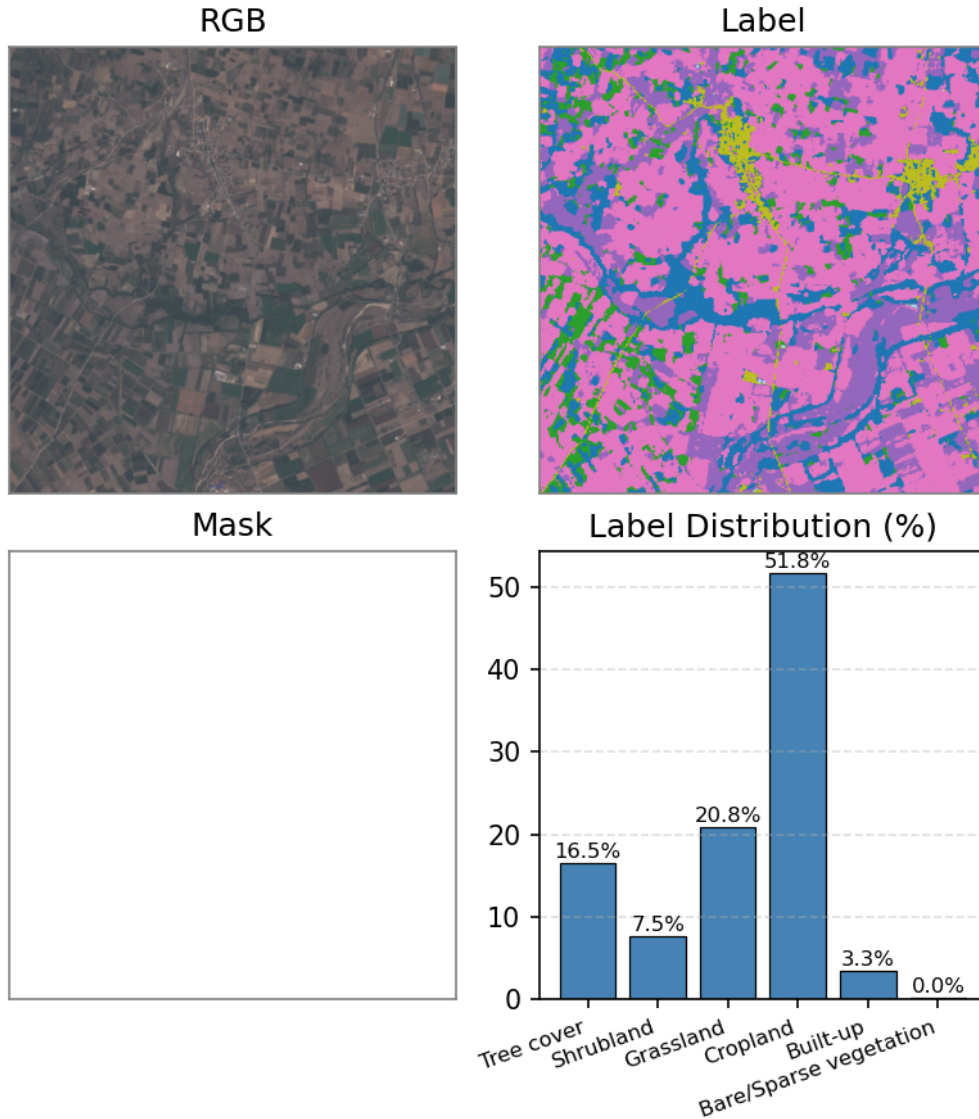 RGB
Label
Mask
Label Distribution (%)
50
40
30
20
10
0
16.5%
7.5%
20.8%
51.8%
3.3%
0.0%
Tree cover
Shrubland
Grassland
Cropland
Built-up
Bare/Sparse vegetation